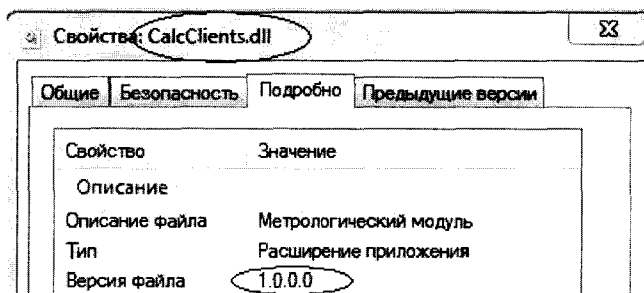 Свойства: CalcClients.dll
Общие Безопасность Подробно Предыдущие версии
Свойство Значение
Описание
Описание файла Метрологический модуль
Тип Расширение приложения
Версия файла 1.0.0.0